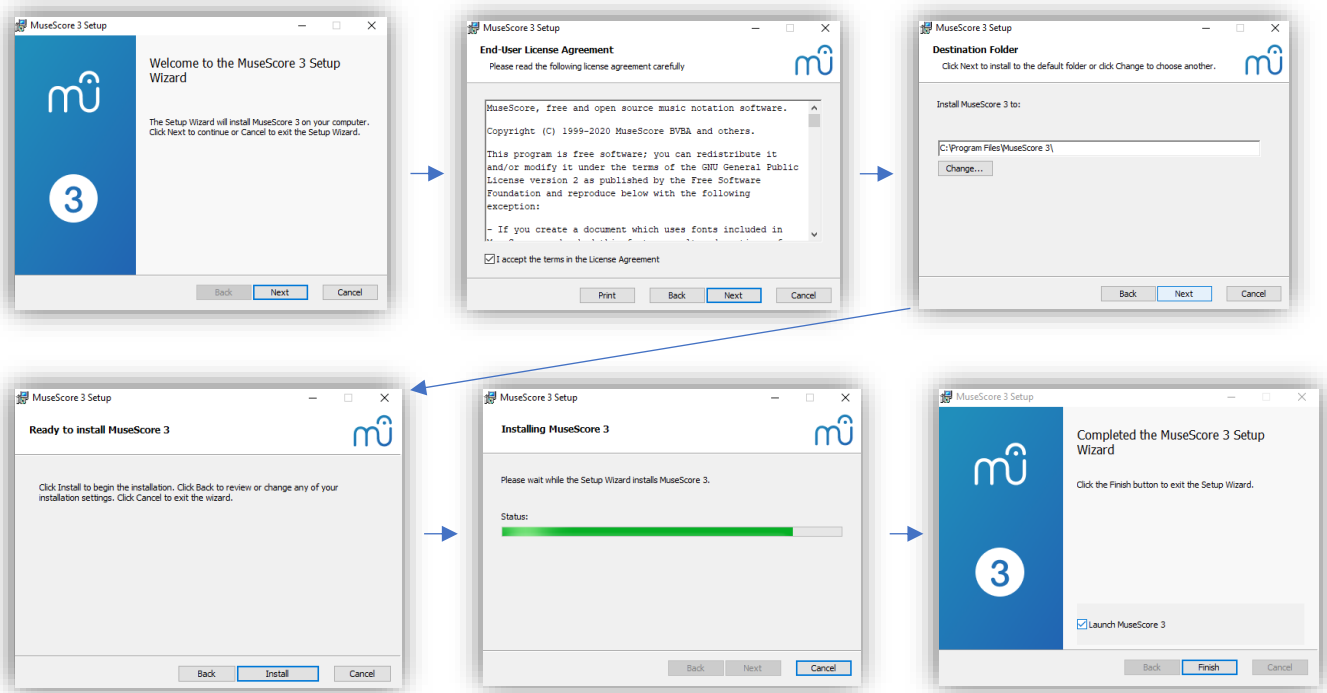 MuseScore 3 Setup
Welcome to the MuseScore 3 Setup
Wizard
The Setup Wizard will install MuseScore 3 on your computer.
Click Next to continue or Cancel to exit the Setup Wizard.
3
Back Next Cancel
MuseScore 3 Setup
End-User License Agreement
Please read the following license agreement carefully
MuseScore, free and open source music notation software.
Copyright (C) 1999-2020 MuseScore BVBA and others.
This program is free software; you can redistribute it
and/or modify it under the terms of the GNU General Public
License version 2 as published by the Free Software
Foundation and reproduce below with the following
exception:
- If you create a document which uses fonts included in
I accept the terms in the License Agreement
Print Back Next Cancel
MuseScore 3 Setup
Destination Folder
Click Next to install to the default folder or click Change to choose another.
Install MuseScore 3 to:
C:\Program Files\MuseScore 3\
Change...
Back Next Cancel
MuseScore 3 Setup
Ready to install MuseScore 3
Click Install to begin the installation. Click Back to review or change any of your
installation settings. Click Cancel to exit the wizard.
Back Install Cancel
MuseScore 3 Setup
Installing MuseScore 3
Please wait while the Setup Wizard installs MuseScore 3.
Status:
Back Next Cancel
MuseScore 3 Setup
Completed the MuseScore 3 Setup
Wizard
Click the Finish button to exit the Setup Wizard.
3
Launch MuseScore 3
Back Finish Cancel